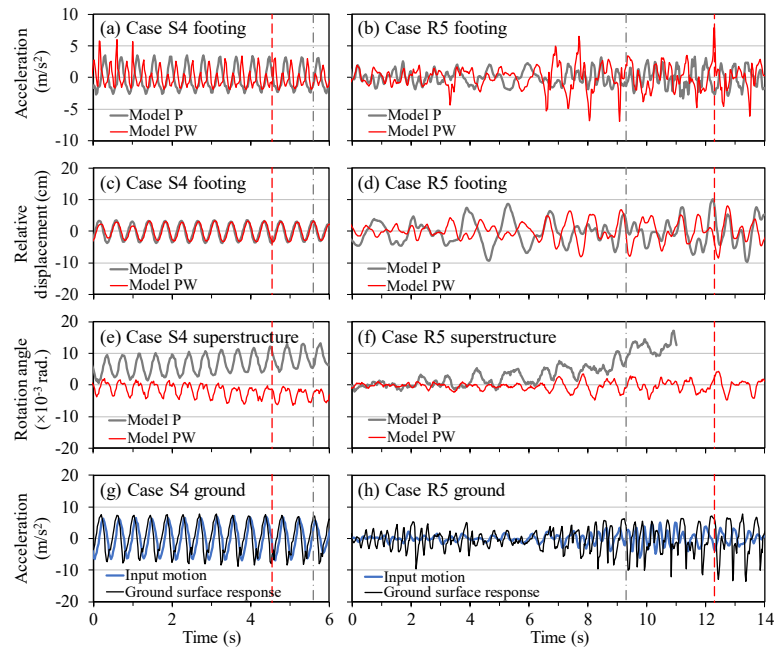 (a) Case S4 footing
(b) Case R5 footing
Acceleration
(m/s²)
10
5
0
-5
-10
Model P
Model PW
Model P
Model PW
(c) Case S4 footing
(d) Case R5 footing
Relative
displacement (cm)
20
10
0
-10
-20
Model P
Model PW
Model P
Model PW
(e) Case S4 superstructure
(f) Case R5 superstructure
Rotation angle
(×10⁻³ rad.)
20
10
0
-10
-20
Model P
Model PW
Model P
Model PW
(g) Case S4 ground
(h) Case R5 ground
Acceleration
(m/s²)
20
10
0
-10
-20
Input motion
Ground surface response
Input motion
Ground surface response
0 2 4 6
0 2 4 6 8 10 12 14
Time (s)
Time (s)